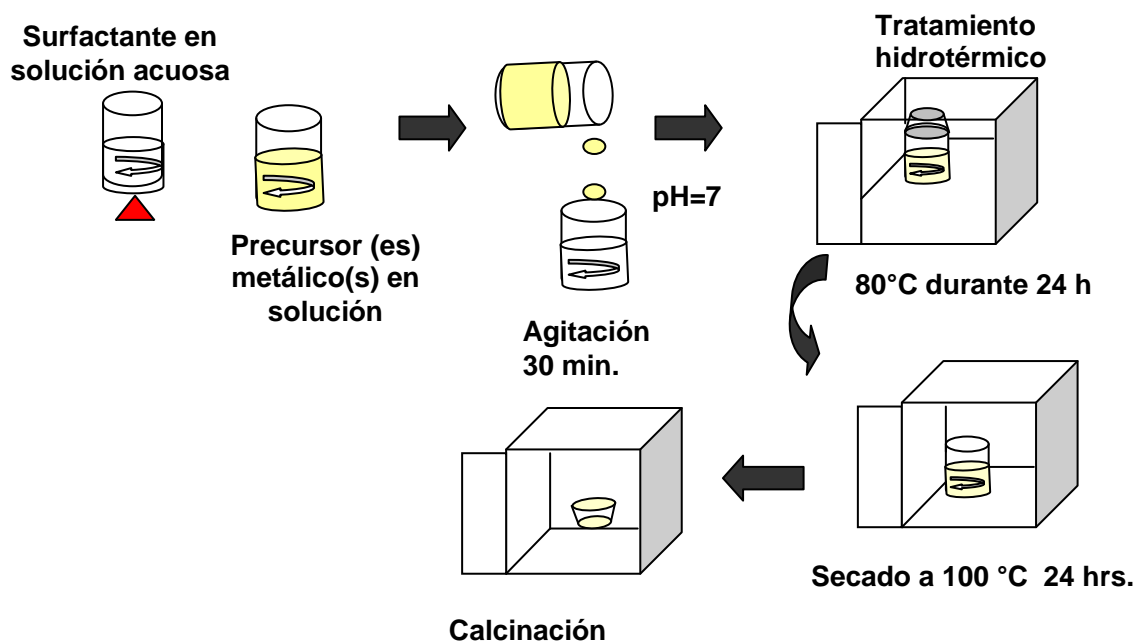 Surfactante en
solución acuosa
Precursor (es)
metálico(s) en
solución
Agitación
30 min.
pH=7
Tratamiento
hidrotérmico
80°C durante 24 h
Secado a 100 °C 24 hrs.
Calcinación